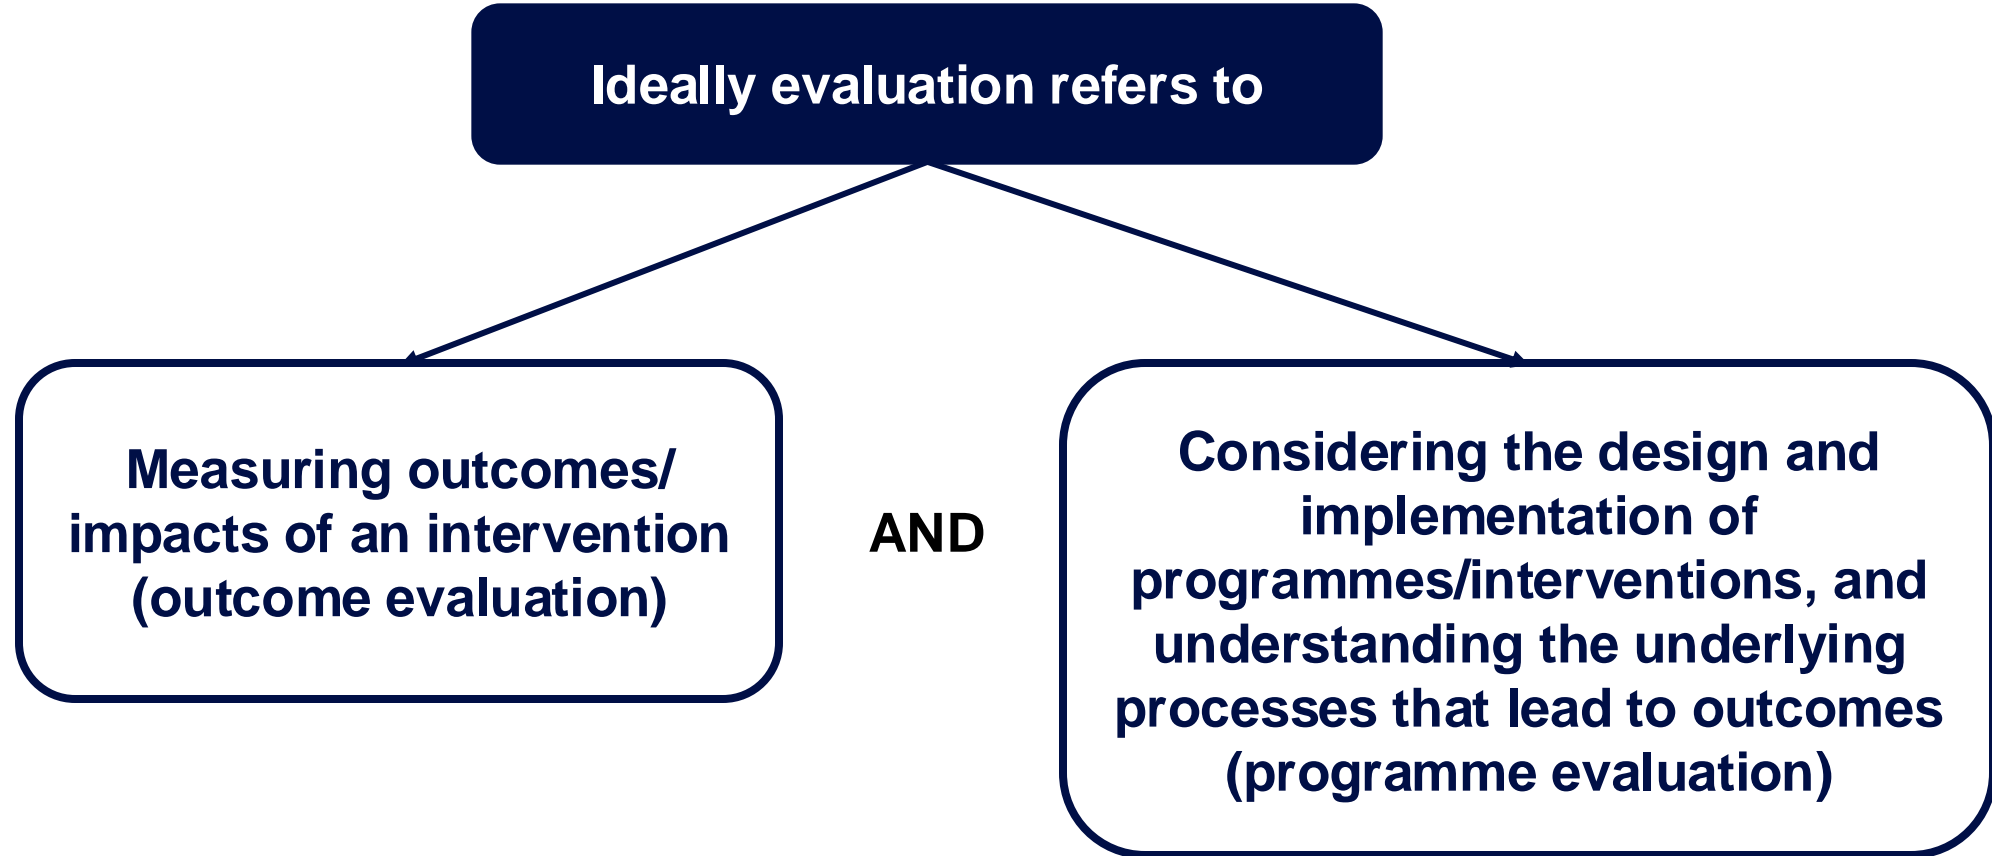 Ideally evaluation refers to
Measuring outcomes/
impacts of an intervention
(outcome evaluation)
AND
Considering the design and
implementation of
programmes/interventions, and
understanding the underlying
processes that lead to outcomes
(programme evaluation)